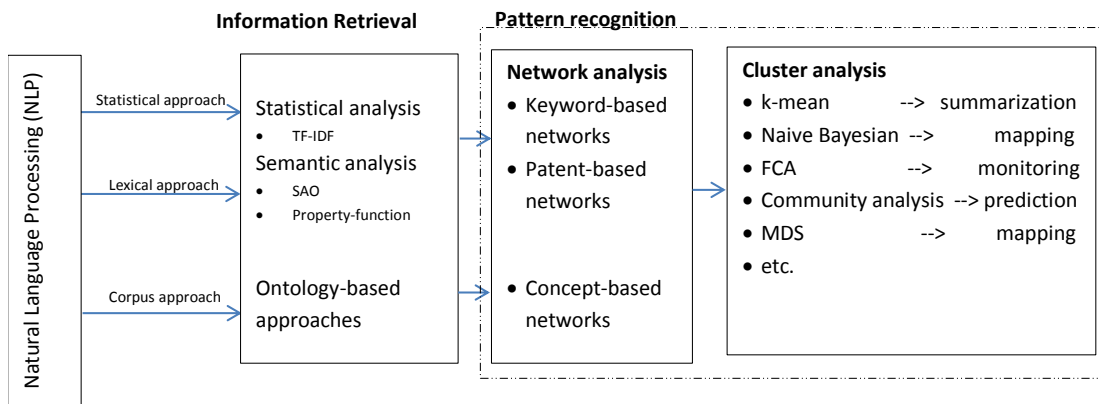 Information Retrieval
Pattern recognition
Natural Language Processing (NLP)
Statistical approach
Lexical approach
Corpus approach
Statistical analysis
• TF-IDF
Semantic analysis
• SAO
• Property-function
Ontology-based
approaches
Network analysis
• Keyword-based
networks
• Patent-based
networks
• Concept-based
networks
Cluster analysis
• k-mean --> summarization
• Naive Bayesian --> mapping
• FCA --> monitoring
• Community analysis --> prediction
• MDS --> mapping
• etc.